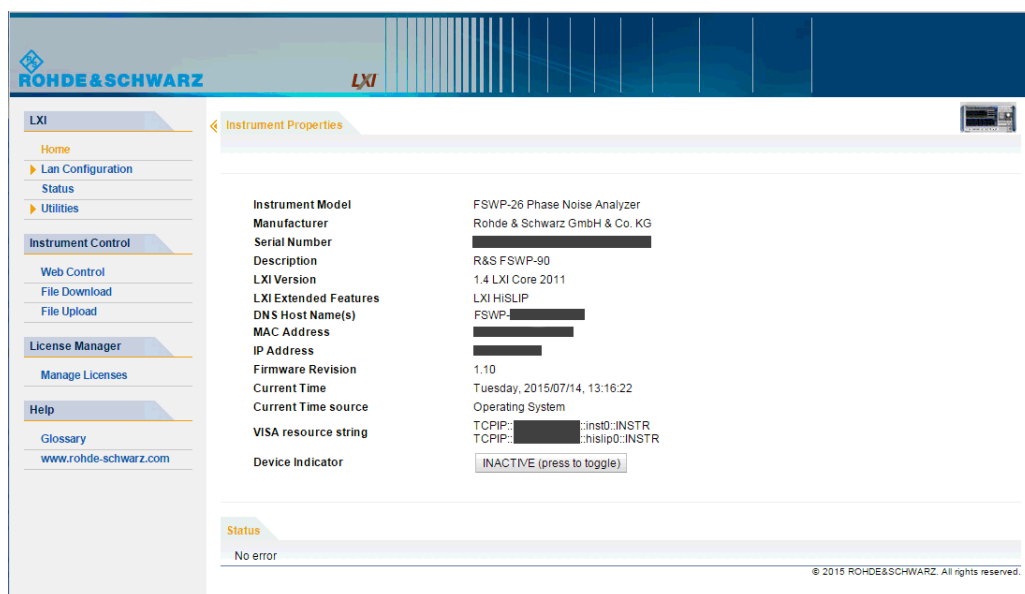 ROHDE&SCHWARZ
LXI
LXI
Home
Lan Configuration
Status
Utilities
Instrument Control
Web Control
File Download
File Upload
License Manager
Manage Licenses
Help
Glossary
www.rohde-schwarz.com
Instrument Properties
Instrument Model FSWP-26 Phase Noise Analyzer
Manufacturer Rohde & Schwarz GmbH & Co. KG
Serial Number
Description R&S FSWP-90
LXI Version 1.4 LXI Core 2011
LXI Extended Features LXI HiSLIP
DNS Host Name(s) FSWP-
MAC Address
IP Address
Firmware Revision 1.10
Current Time Tuesday, 2015/07/14, 13:16:22
Current Time source Operating System
VISA resource string TCPIP:: ::inst0::INSTR
TCPIP:: ::hislip0::INSTR
Device Indicator INACTIVE (press to toggle)
Status
No error
© 2015 ROHDE&SCHWARZ. All rights reserved.